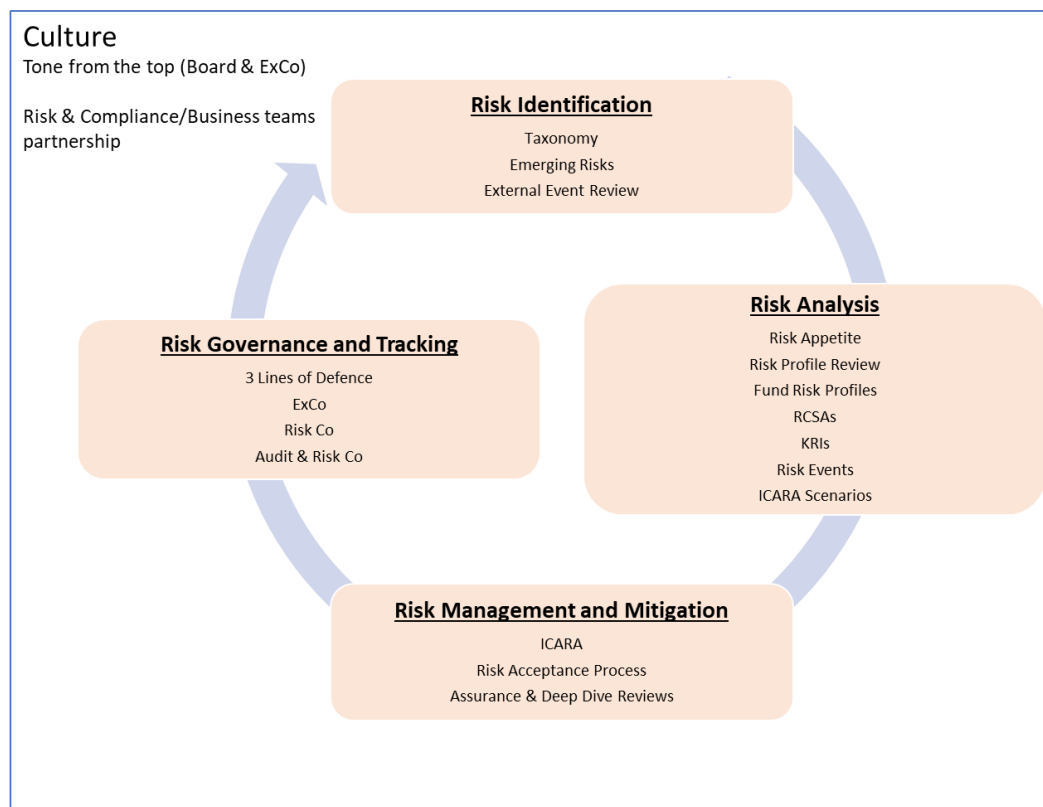 Culture
Tone from the top (Board & ExCo)
Risk & Compliance/Business teams
partnership
Risk Identification
Taxonomy
Emerging Risks
External Event Review
Risk Analysis
Risk Appetite
Risk Profile Review
Fund Risk Profiles
RCSAs
KRIs
Risk Events
ICARA Scenarios
Risk Management and Mitigation
ICARA
Risk Acceptance Process
Assurance & Deep Dive Reviews
Risk Governance and Tracking
3 Lines of Defence
ExCo
Risk Co
Audit & Risk Co